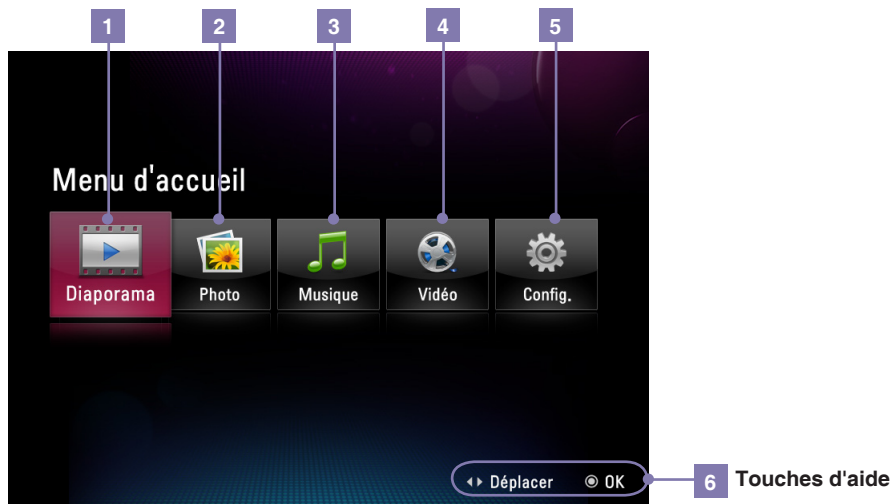 1 2 3 4 5
Menu d'accueil
Diaporama Photo Musique Vidéo Config.
Déplacer OK 6 Touches d'aide